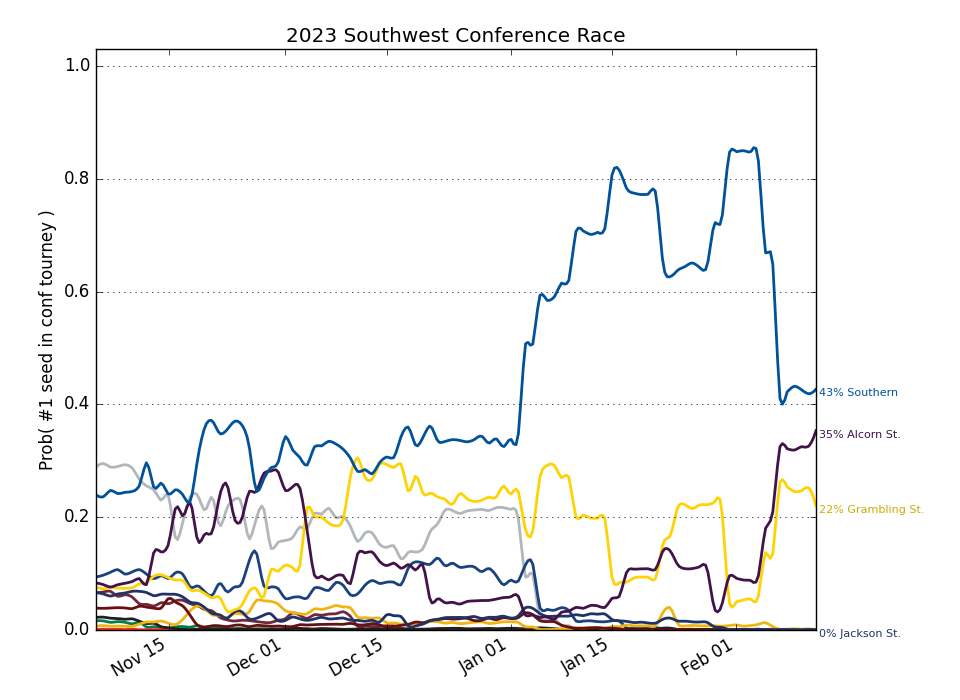 2023 Southwest Conference Race
Prob( #1 seed in conf tourney )
1.0
0.8
0.6
0.4
0.2
0.0
43% Southern
35% Alcorn St.
22% Grambling St.
0% Jackson St.
Nov 15
Dec 01
Dec 15
Jan 01
Jan 15
Feb 01